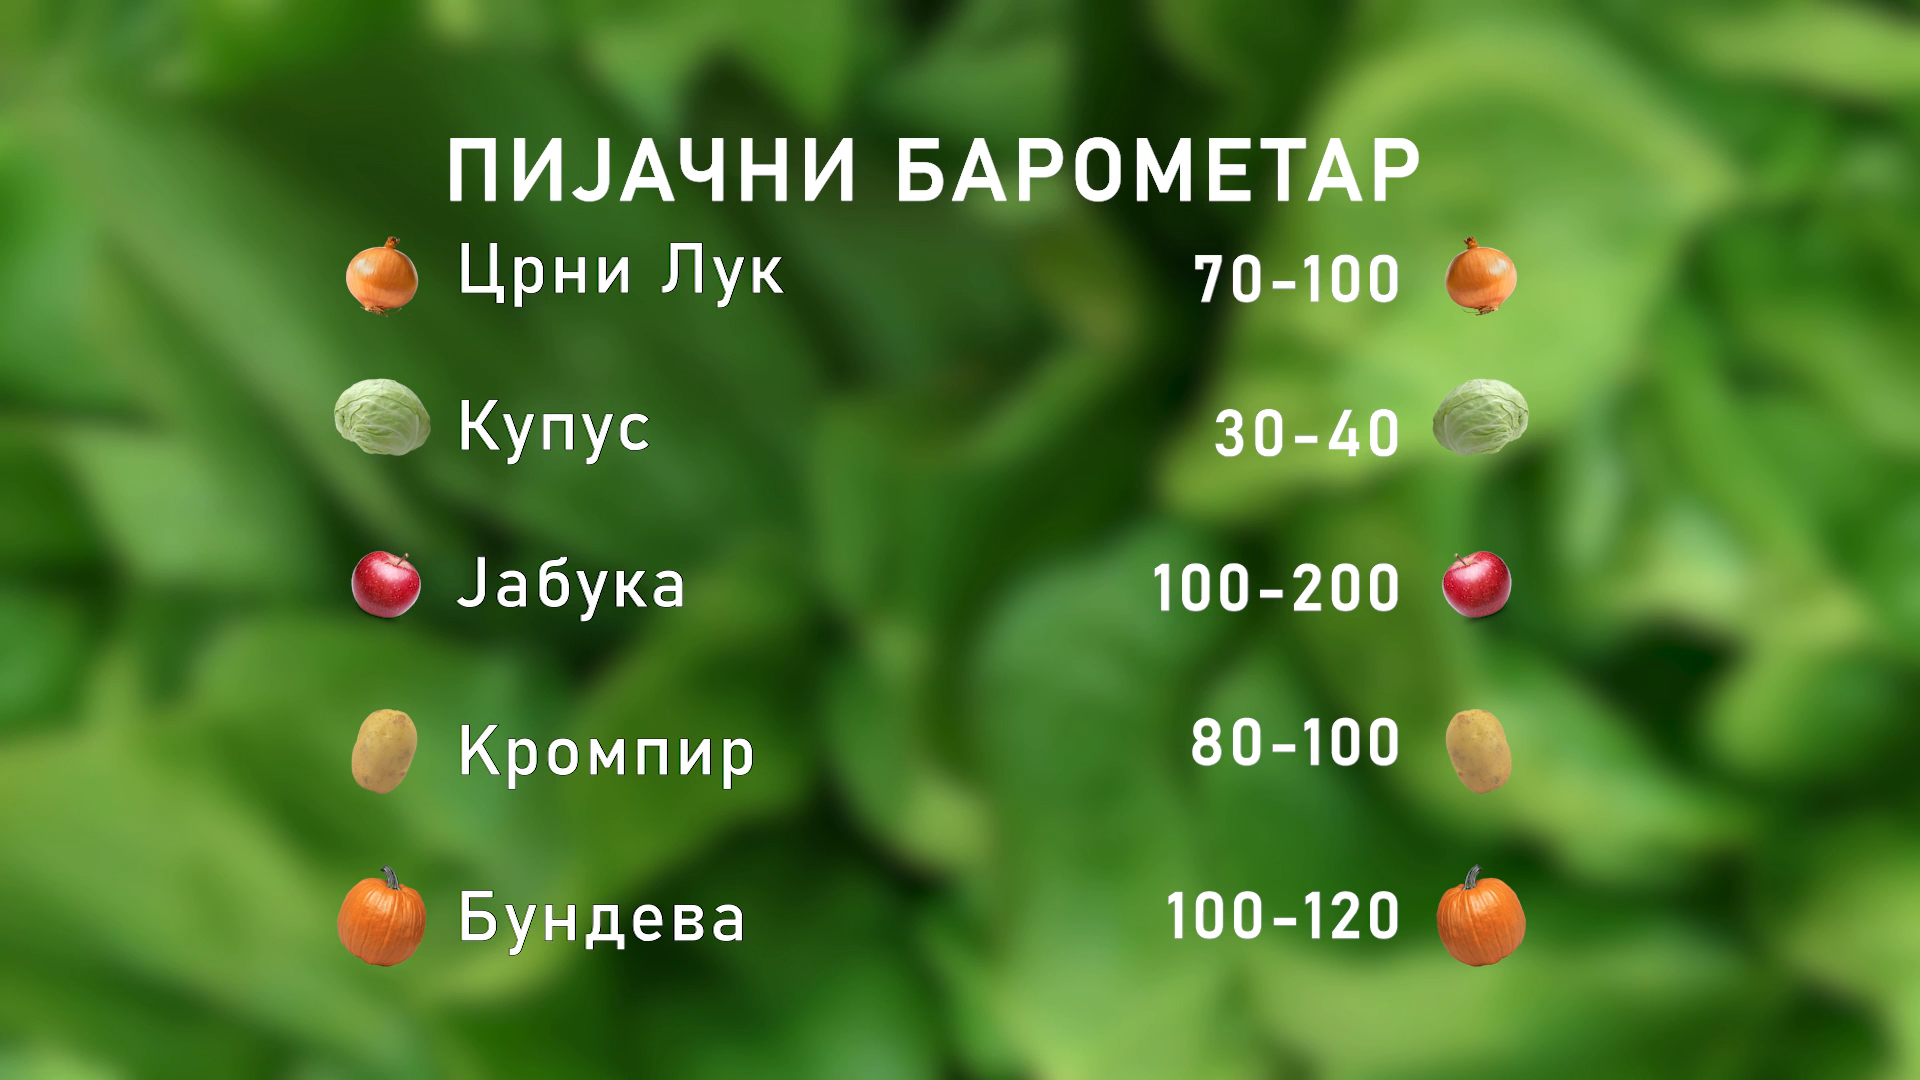 ПИЈАЧНИ БАРОМЕТАР
Црни Лук 70-100
Купус 30-40
Јабука 100-200
Кромпир 80-100
Бундева 100-120